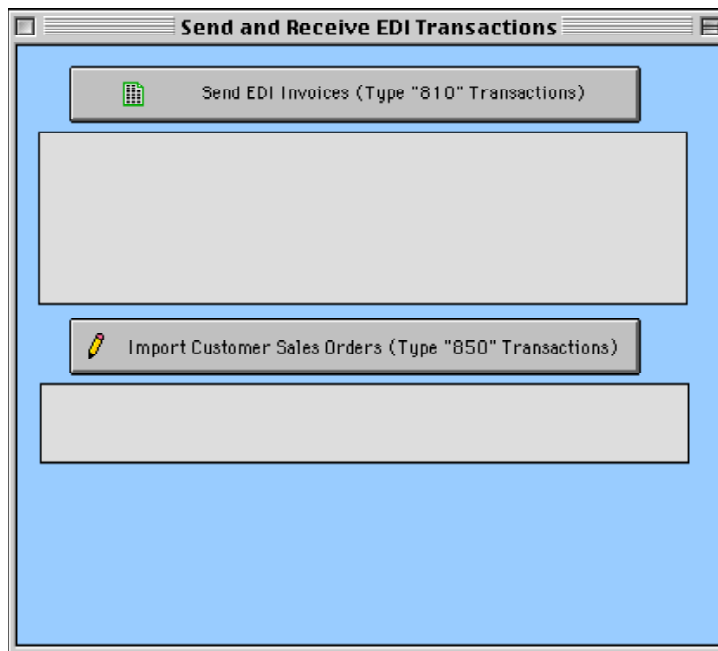 Send and Receive EDI Transactions
Send EDI Invoices (Type "810" Transactions)
Import Customer Sales Orders (Type "850" Transactions)